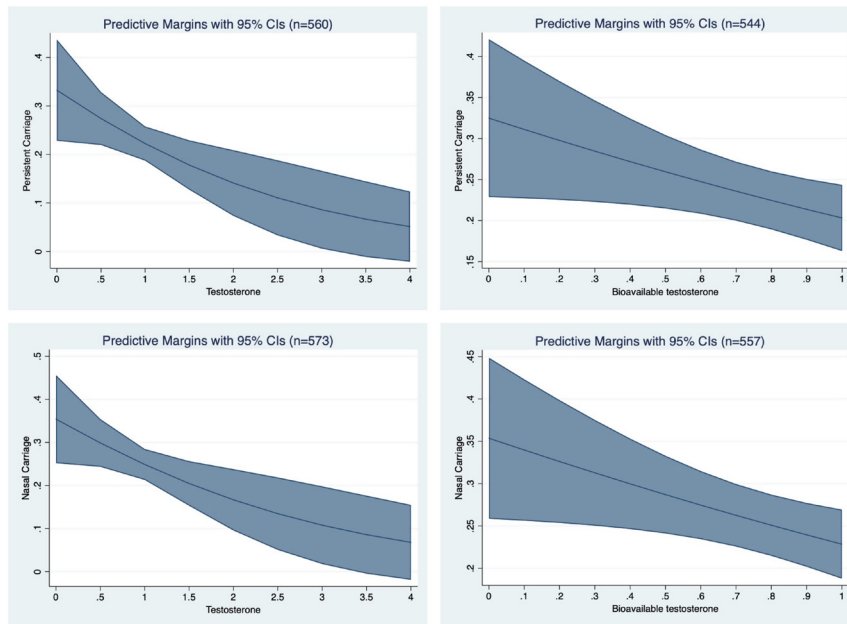 Predictive Margins with 95% CIs (n=560)
Persistent Carriage
.4
.3
.2
.1
0
0 .5 1 1.5 2 2.5 3 3.5 4
Testosterone
Predictive Margins with 95% CIs (n=544)
Persistent Carriage
.4
.35
.3
.25
.2
.15
0 .1 .2 .3 .4 .5 .6 .7 .8 .9 1
Bioavailable testosterone
Predictive Margins with 95% CIs (n=573)
Nasal Carriage
.5
.4
.3
.2
.1
0
0 .5 1 1.5 2 2.5 3 3.5 4
Testosterone
Predictive Margins with 95% CIs (n=557)
Nasal Carriage
.45
.4
.35
.3
.25
.2
0 .1 .2 .3 .4 .5 .6 .7 .8 .9 1
Bioavailable testosterone